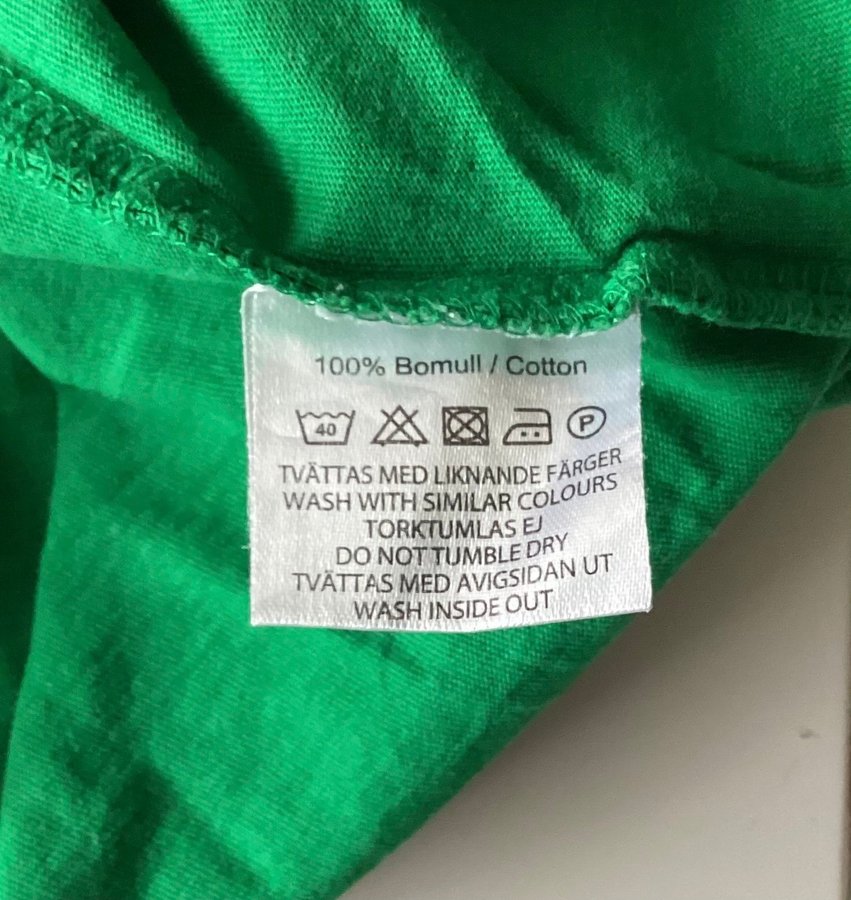 100% Bomull / Cotton
40 P
TVÄTTAS MED LIKNANDE FÄRGER
WASH WITH SIMILAR COLOURS
TORKTUMLAS EJ
DO NOT TUMBLE DRY
TVÄTTAS MED AVIGSIDAN UT
WASH INSIDE OUT